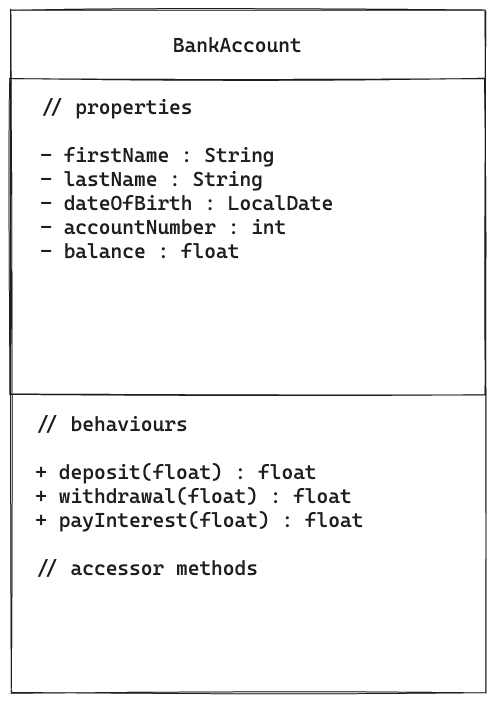 BankAccount
// properties
- firstName : String
- lastName : String
- dateOfBirth : LocalDate
- accountNumber : int
- balance : float
// behaviours
+ deposit(float) : float
+ withdrawal(float) : float
+ payInterest(float) : float
// accessor methods